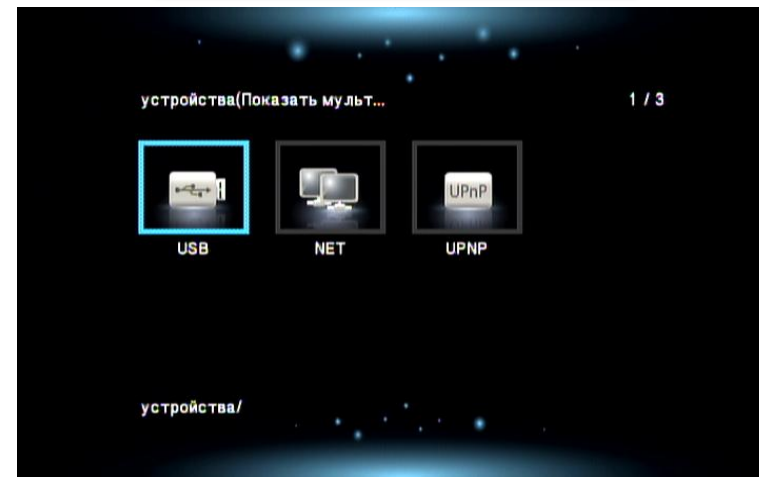 устройства(Показать мульт...
1 / 3
UPnP
USB
NET
UPNP
устройства/